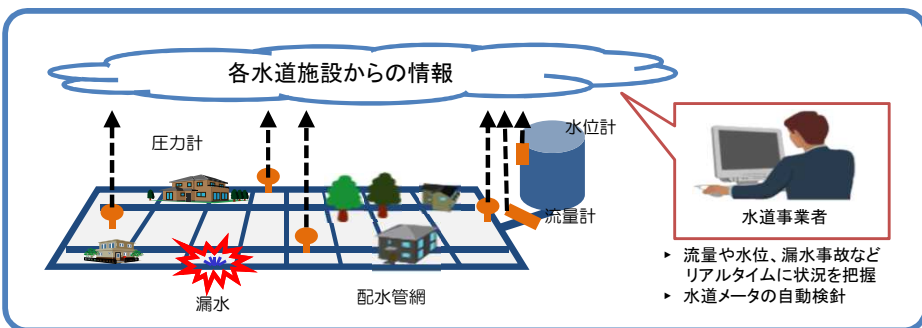 各水道施設からの情報
圧力計
水位計
流量計
漏水
配水管網
水道事業者
▸ 流量や水位、漏水事故など
リアルタイムに状況を把握
▸ 水道メータの自動検針